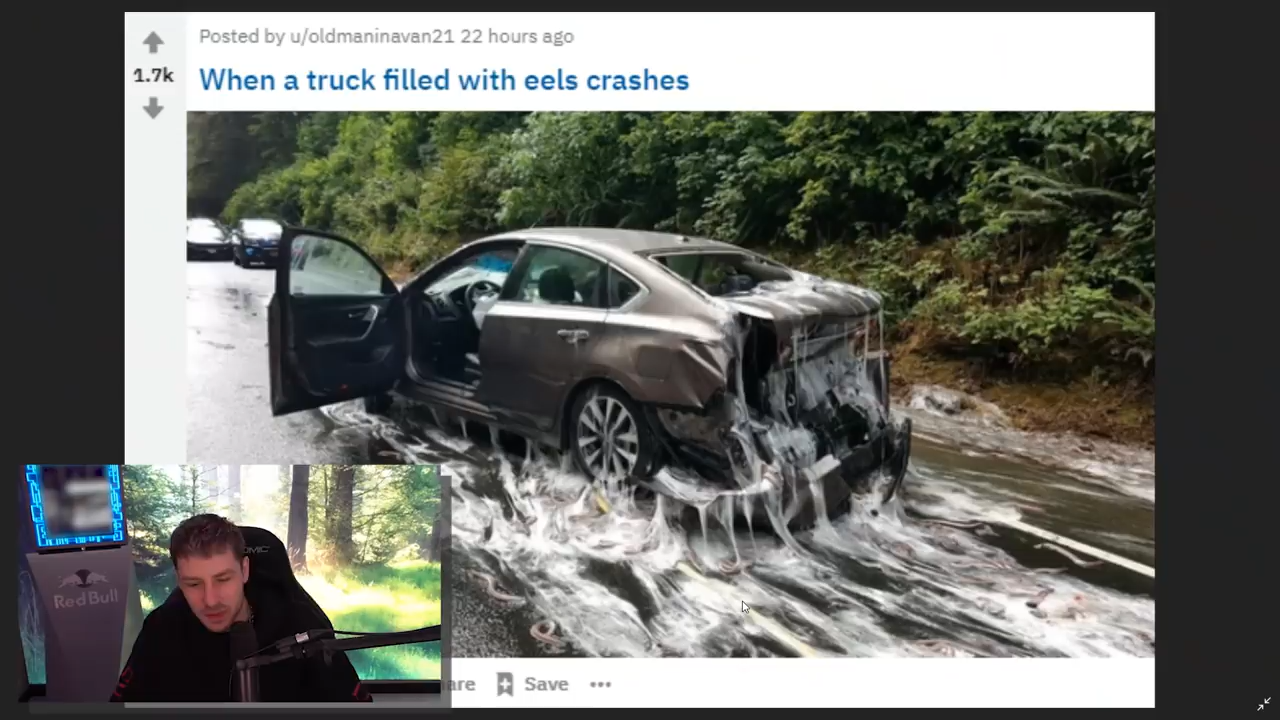 Posted by u/oldmaninavan21 22 hours ago
1.7k
When a truck filled with eels crashes
are
Save
Red Bull